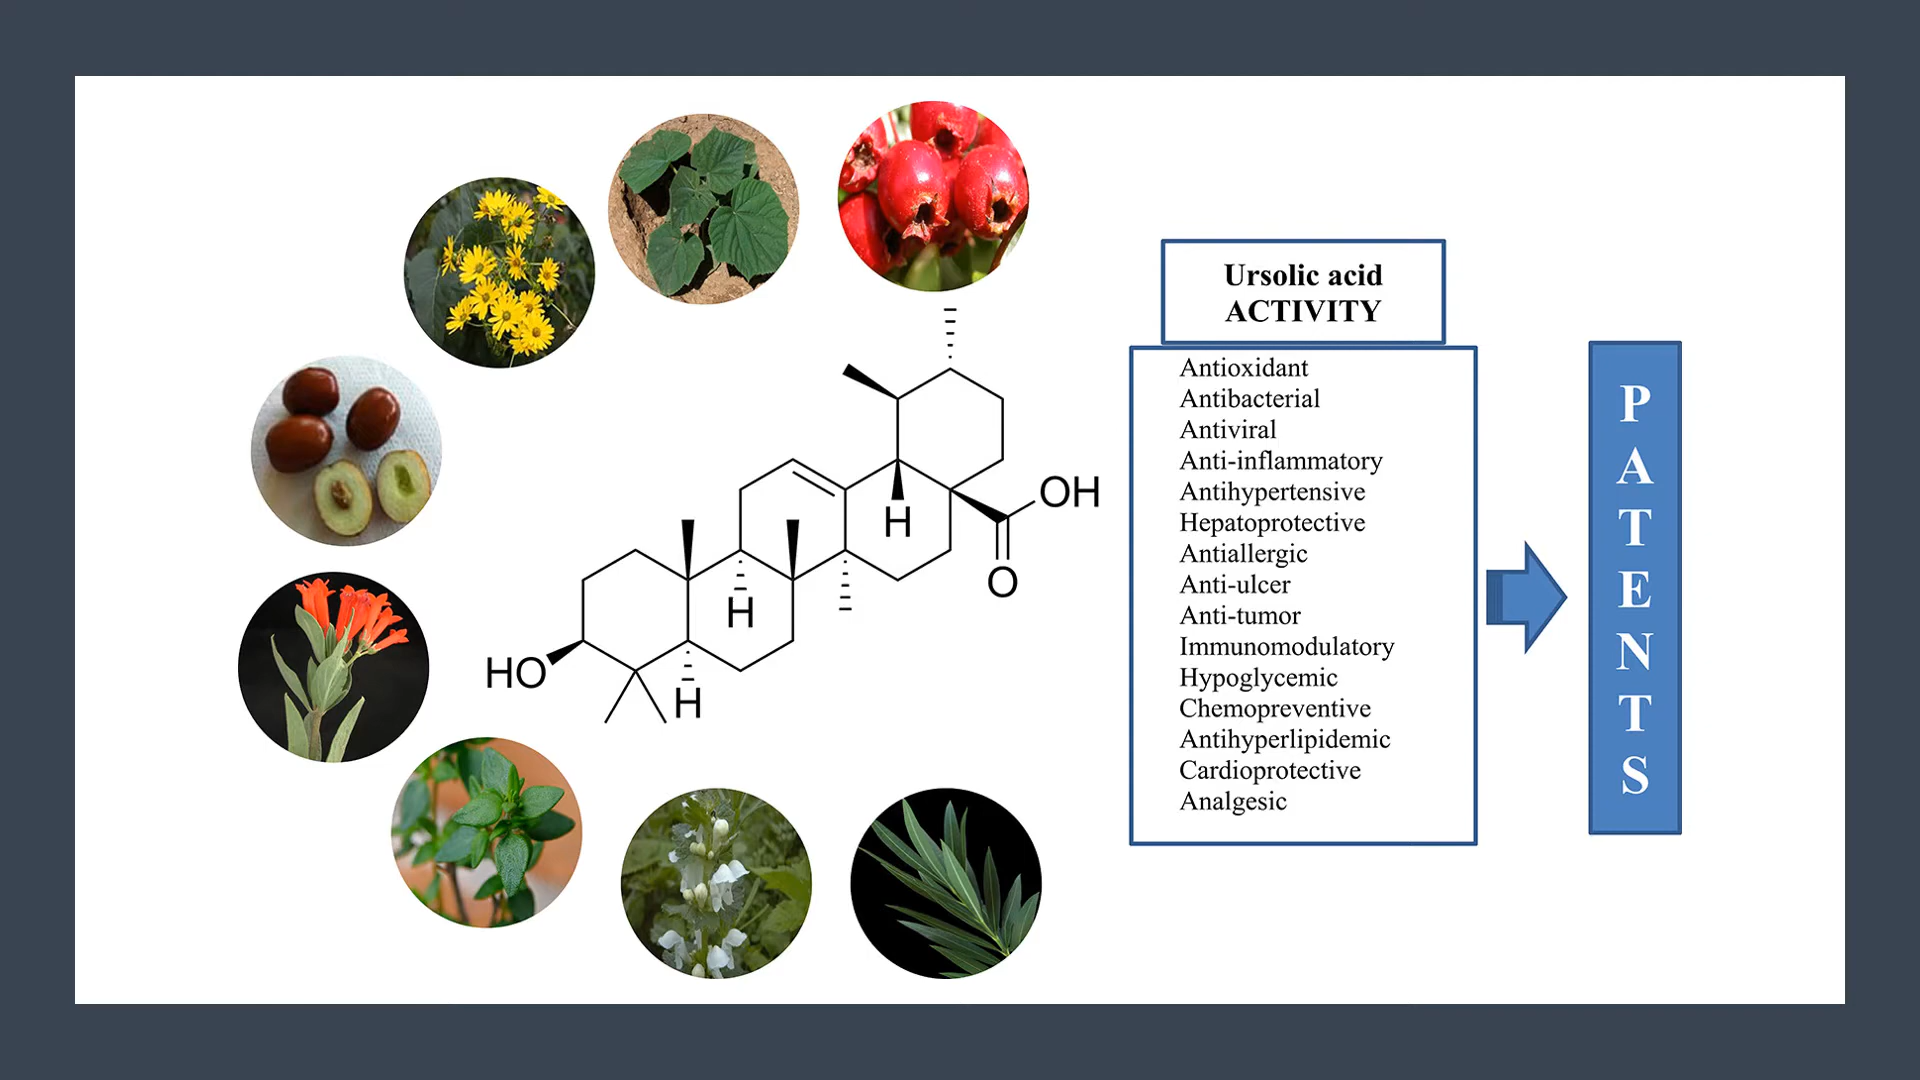 Ursolic acid
ACTIVITY
Antioxidant
Antibacterial
Antiviral
Anti-inflammatory
Antihypertensive
Hepatoprotective
Antiallergic
Anti-ulcer
Anti-tumor
Immunomodulatory
Hypoglycemic
Chemopreventive
Antihyperlipidemic
Cardioprotective
Analgesic
P
A
T
E
N
T
S
OH
H
O
H
HO
H